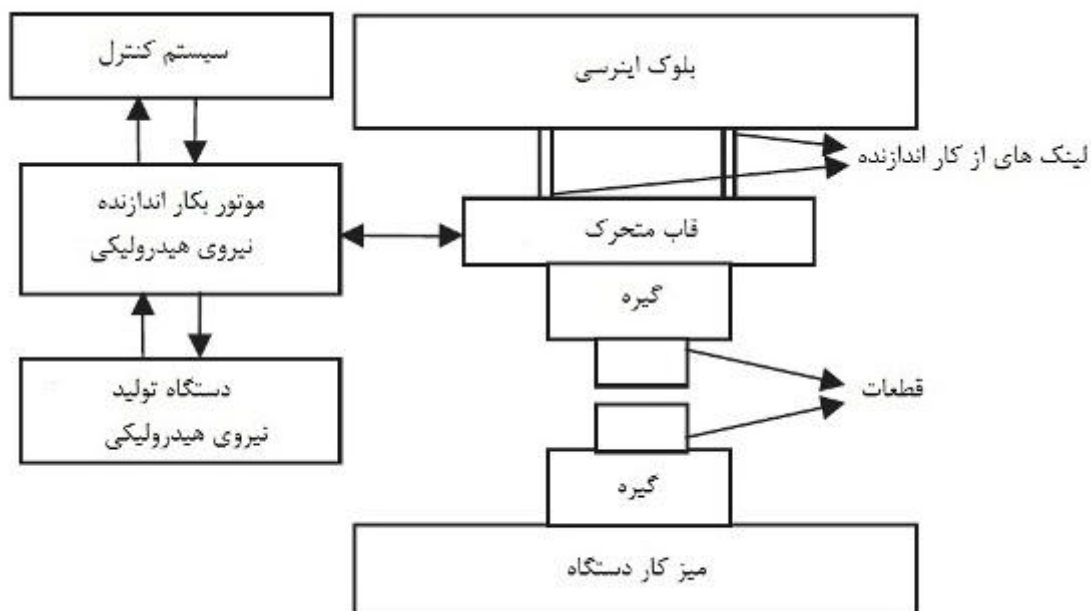 سیستم کنترل
بلوک اینرسی
لینک های از کار اندازنده
موتور بکار اندازنده
نیروی هیدرولیکی
قاب متحرک
گیره
دستگاه تولید
نیروی هیدرولیکی
قطعات
گیره
میز کار دستگاه